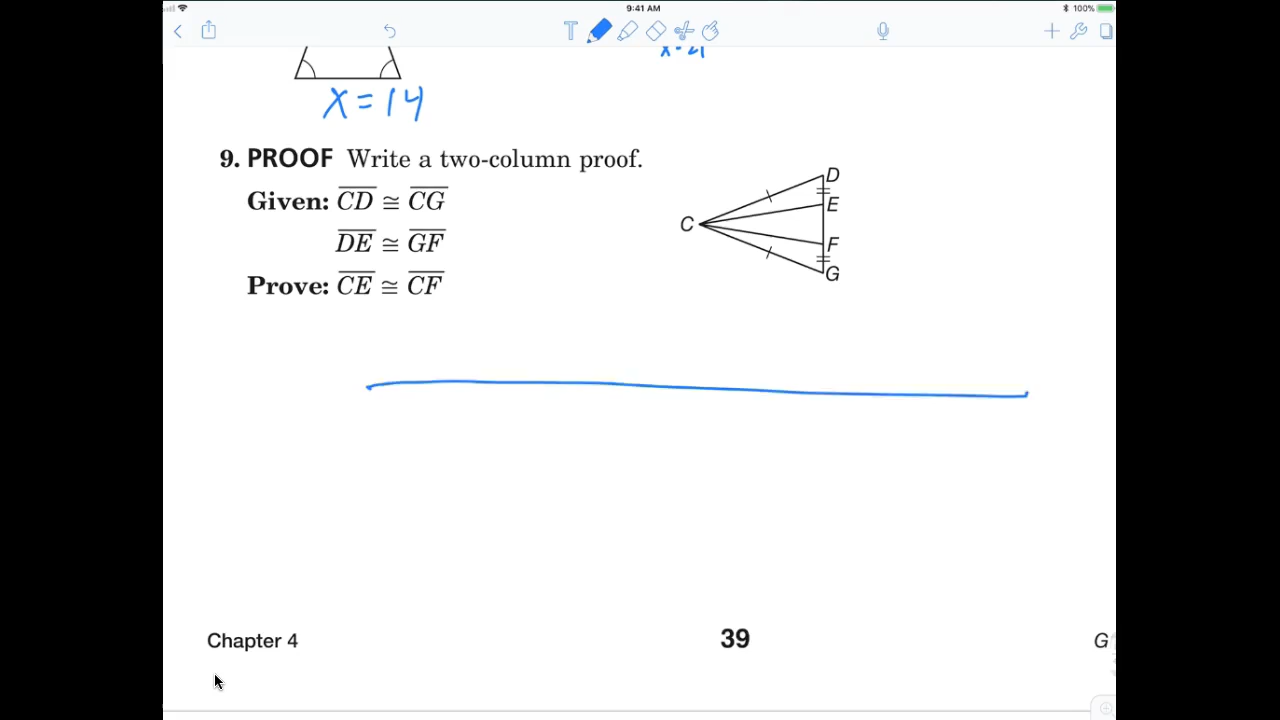 9:41 AM
100%
T
x = 14
9. PROOF Write a two-column proof.
Given: CD ≅ CG
DE ≅ GF
Prove: CE ≅ CF
D
E
C
F
G
Chapter 4
39
G